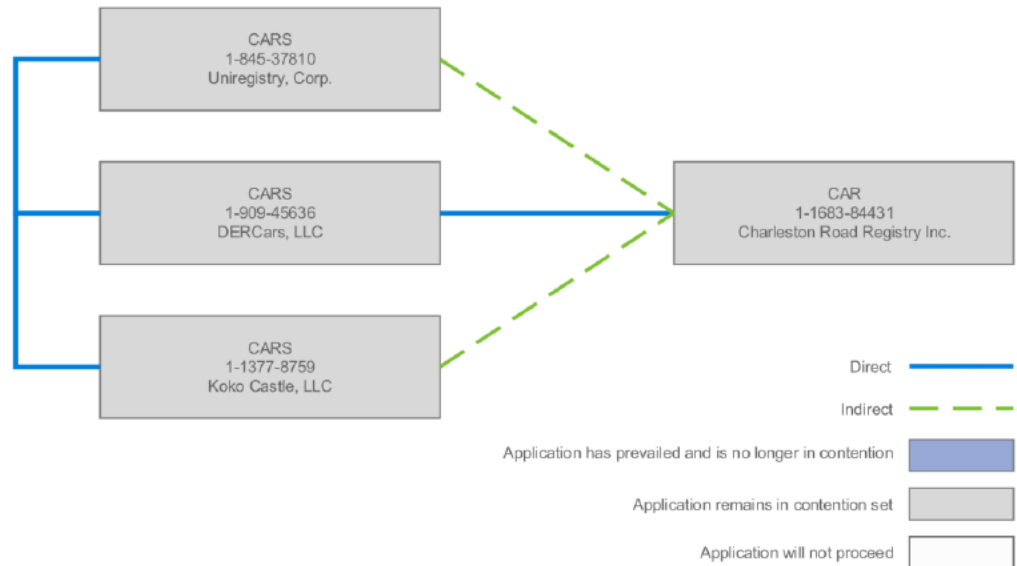 CARS
1-845-37810
Uniregistry, Corp.
CARS
1-909-45636
DERCars, LLC
CAR
1-1683-84431
Charleston Road Registry Inc.
CARS
1-1377-8759
Koko Castle, LLC
Direct
Indirect
Application has prevailed and is no longer in contention
Application remains in contention set
Application will not proceed